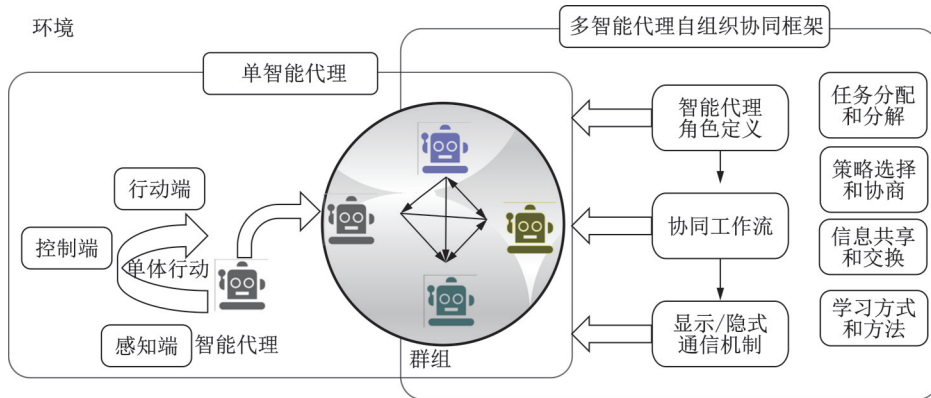 环境
多智能代理自组织协同框架
单智能代理
智能代理
角色定义
任务分配
和分解
行动端
策略选择
和协商
控制端
单体行动
协同工作流
信息共享
和交换
感知端
智能代理
群组
显示/隐式
通信机制
学习方式
和方法